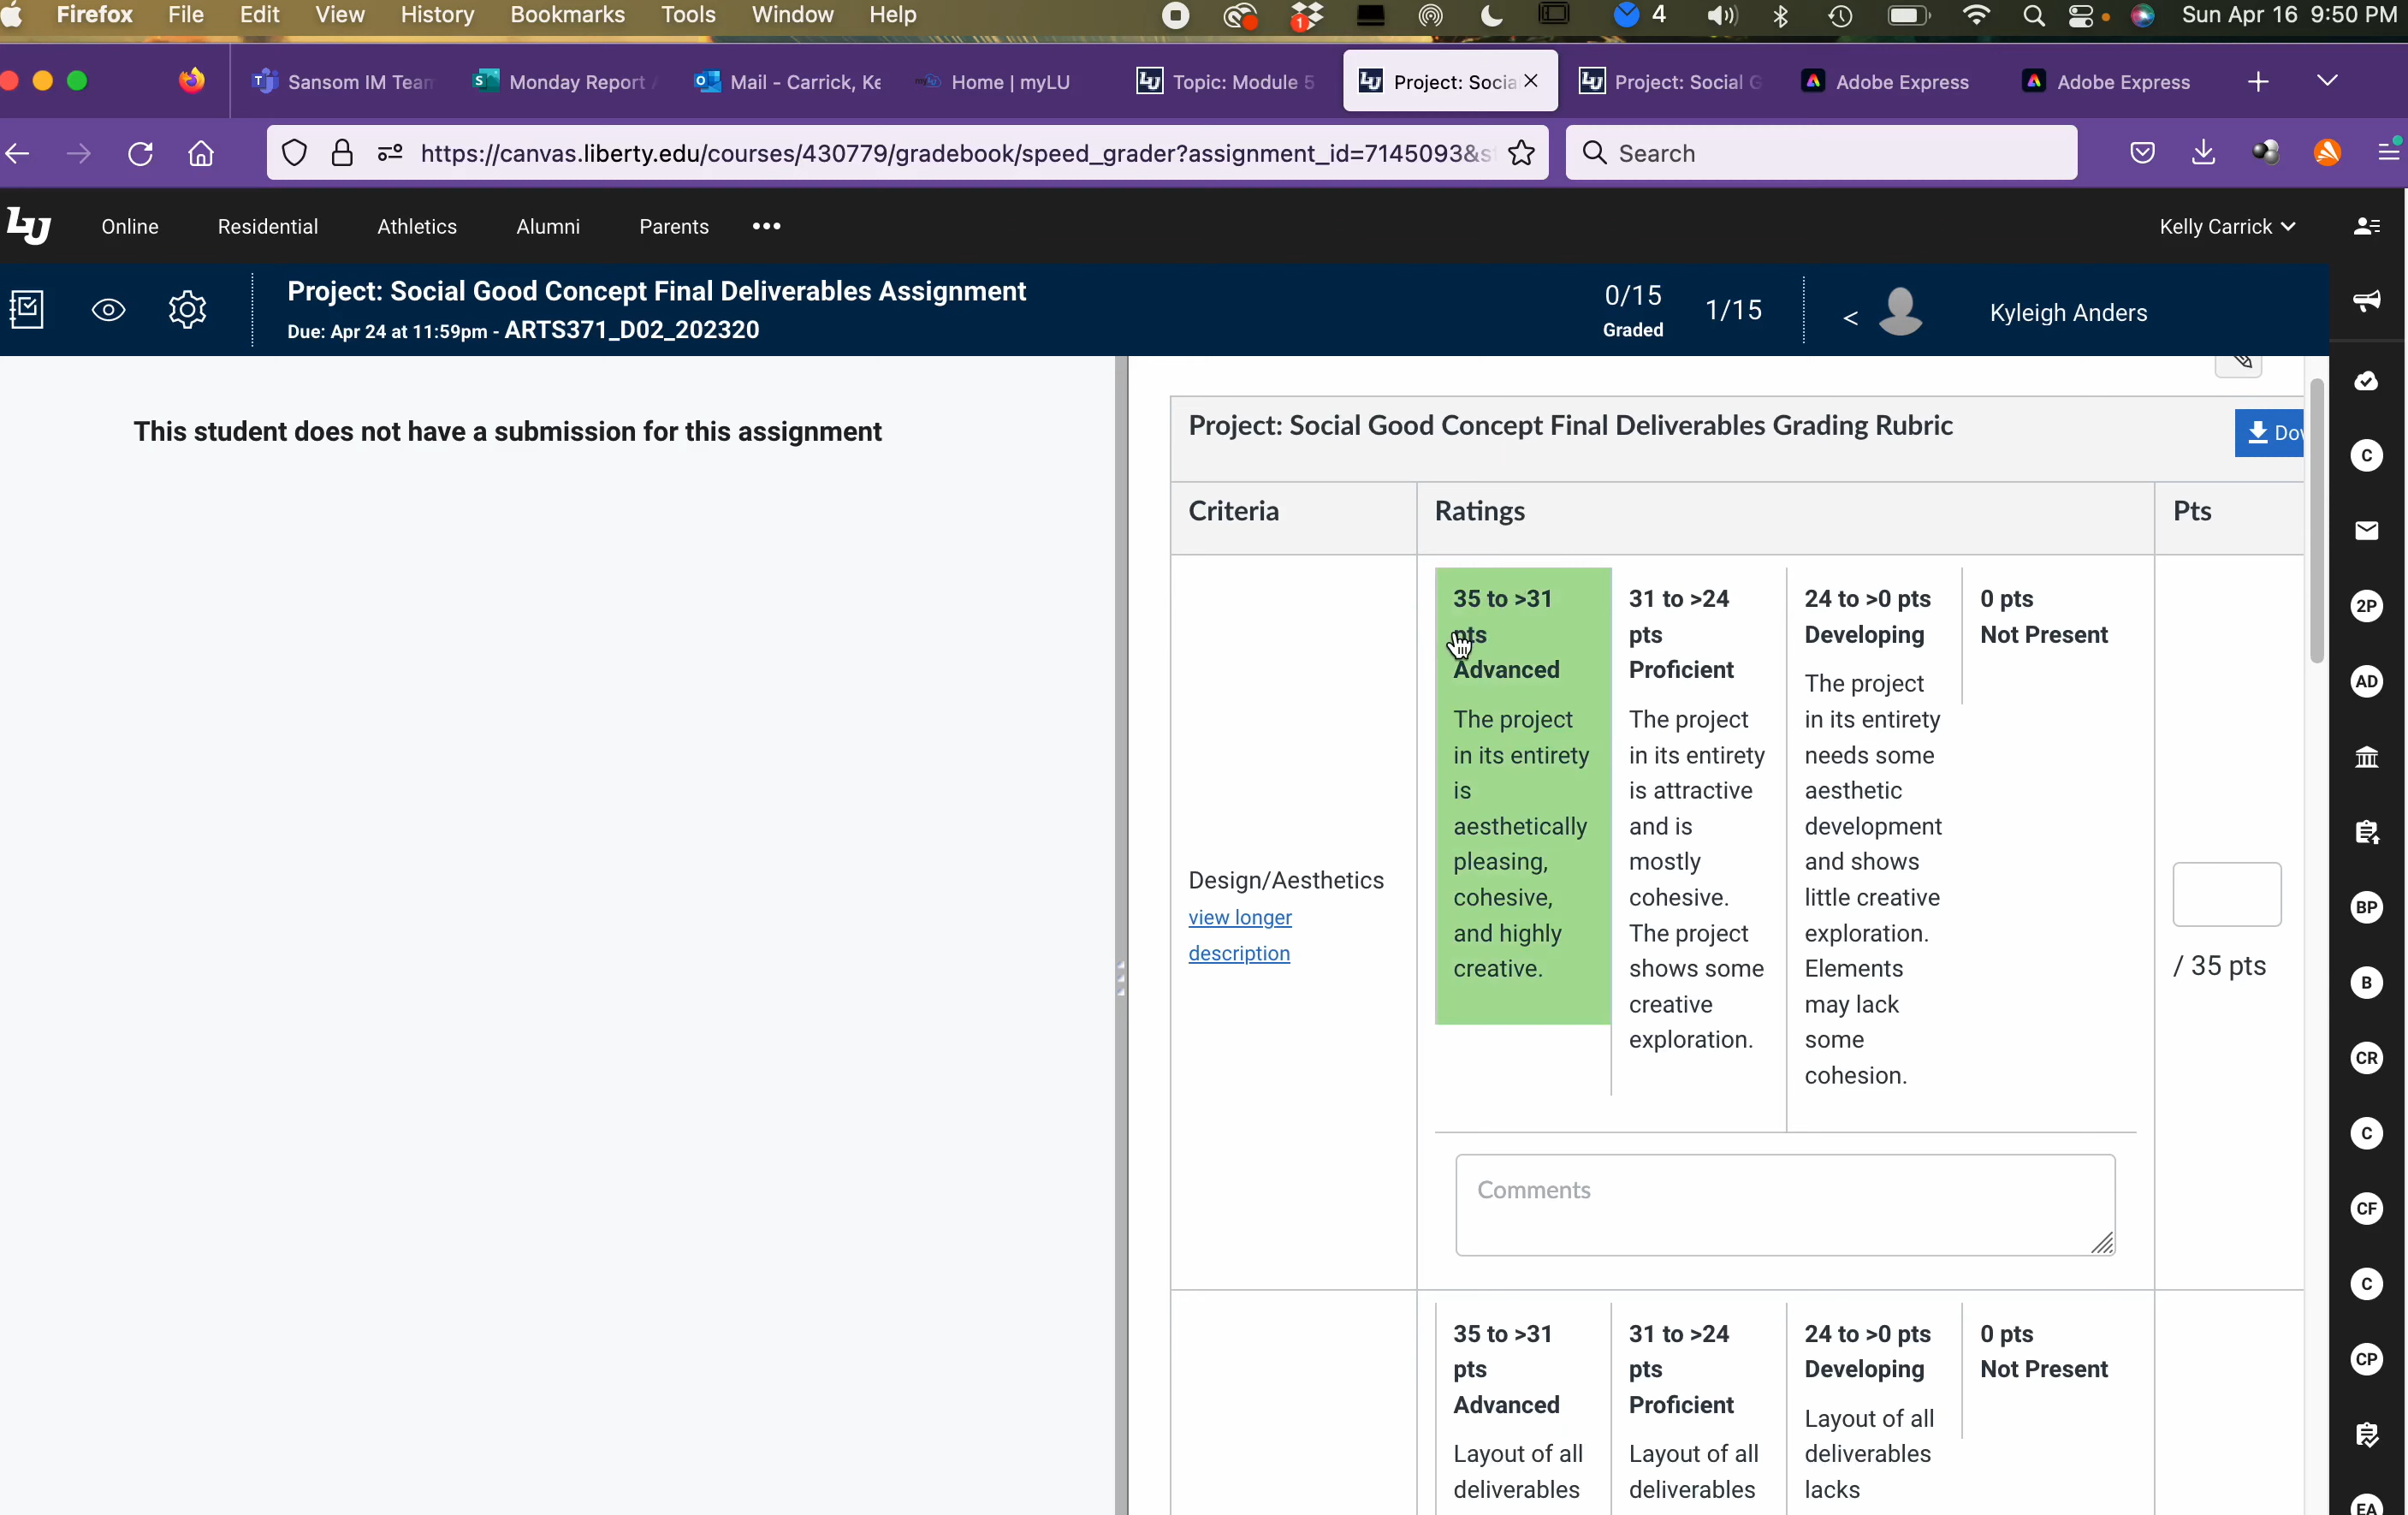 Firefox File Edit View History Bookmarks Tools Window Help 1 4 Sun Apr 16 9:50 PM
Sansom IM Team Monday Report Mail - Carrick, Ke Home | myLU Topic: Module 5 Project: Socia Project: Social G Adobe Express Adobe Express
https://canvas.liberty.edu/courses/430779/gradebook/speed_grader?assignment_id=7145093&s Search
LU Online Residential Athletics Alumni Parents Kelly Carrick
Project: Social Good Concept Final Deliverables Assignment
Due: Apr 24 at 11:59pm - ARTS371_D02_202320
0/15
Graded
1/15
< Kyleigh Anders
This student does not have a submission for this assignment
Project: Social Good Concept Final Deliverables Grading Rubric
Criteria Ratings Pts
Design/Aesthetics
view longer
description
35 to >31
pts
Advanced
The project
in its entirety
is
aesthetically
pleasing,
cohesive,
and highly
creative.
31 to >24
pts
Proficient
The project
in its entirety
is attractive
and is
mostly
cohesive.
The project
shows some
creative
exploration.
24 to >0 pts
Developing
The project
in its entirety
needs some
aesthetic
development
and shows
little creative
exploration.
Elements
may lack
some
cohesion.
0 pts
Not Present
/ 35 pts
Comments
35 to >31
pts
Advanced
Layout of all
deliverables
31 to >24
pts
Proficient
Layout of all
deliverables
24 to >0 pts
Developing
Layout of all
deliverables
lacks
0 pts
Not Present
C
2P
AD
BP
B
CR
C
CF
C
CP
EA